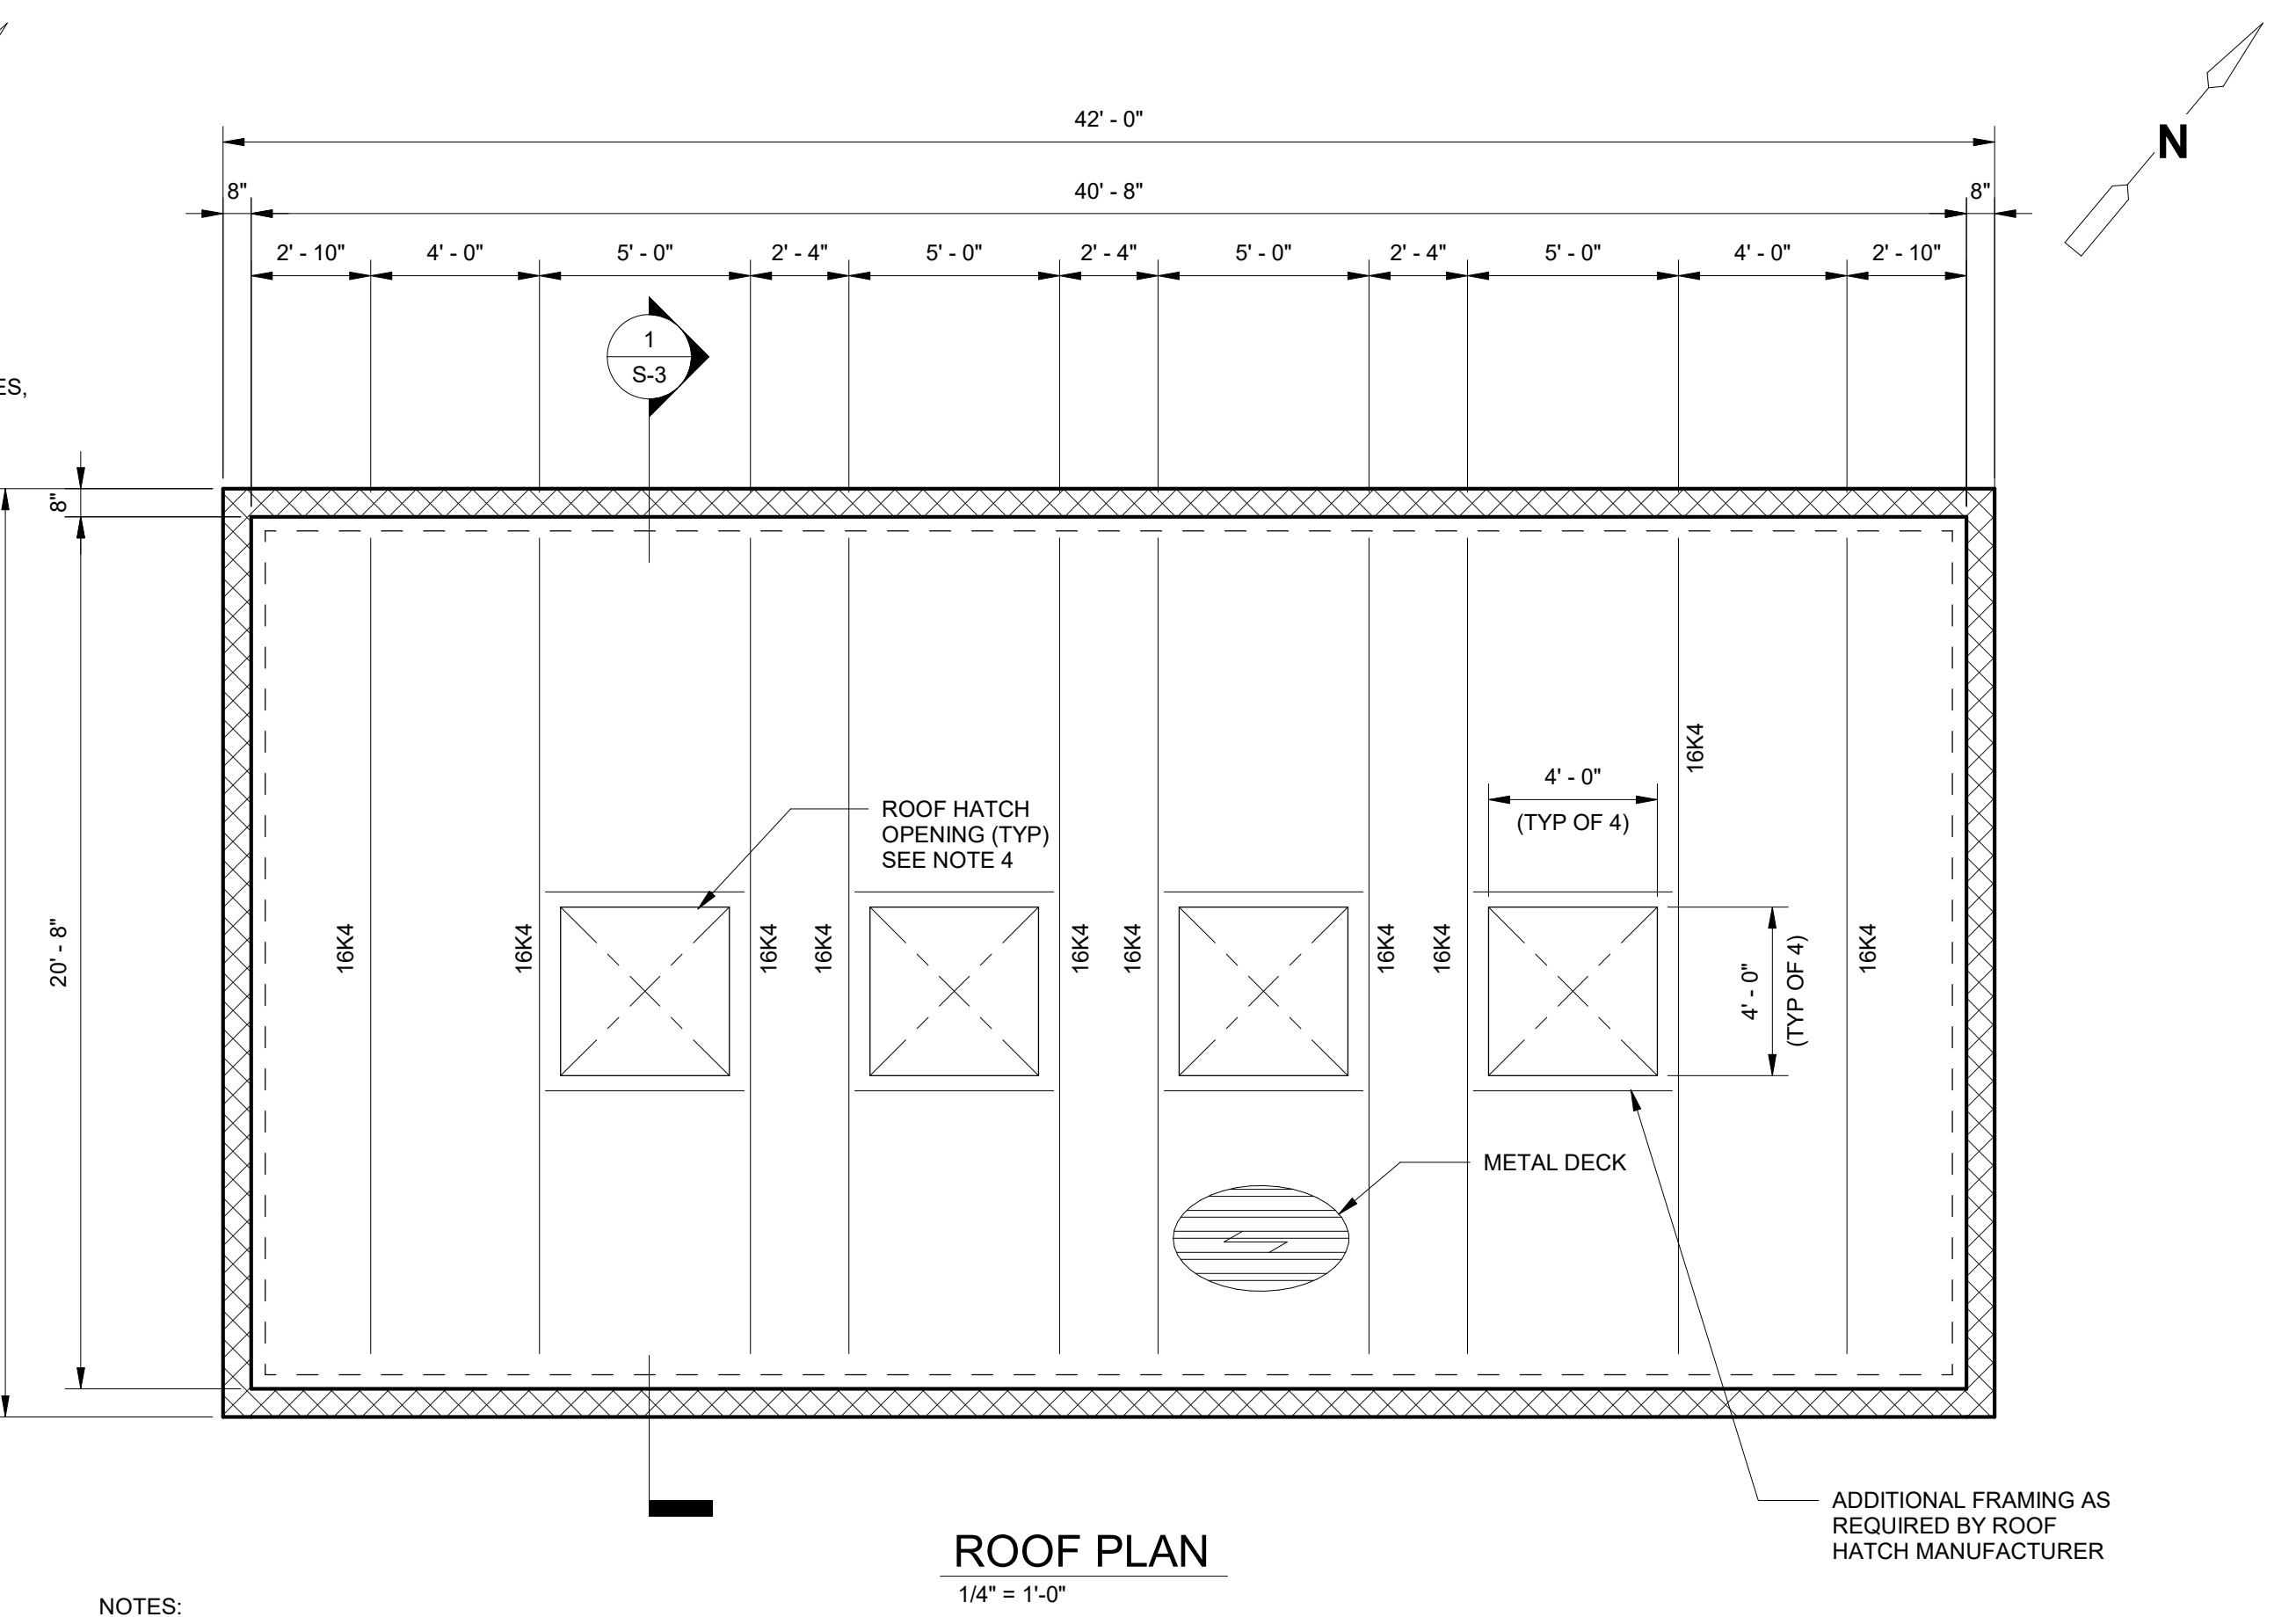 42' - 0"
8"
40' - 8"
8"
2' - 10"
4' - 0"
5' - 0"
2' - 4"
5' - 0"
2' - 4"
5' - 0"
2' - 4"
5' - 0"
4' - 0"
2' - 10"
N
1
S-3
ES,
8"
20' - 8"
16K4
4' - 0"
(TYP OF 4)
ROOF HATCH
OPENING (TYP)
SEE NOTE 4
16K4
16K4
16K4
16K4
16K4
16K4
16K4
16K4
16K4
4' - 0"
(TYP OF 4)
METAL DECK
ADDITIONAL FRAMING AS
REQUIRED BY ROOF
HATCH MANUFACTURER
ROOF PLAN
1/4" = 1'-0"
NOTES: